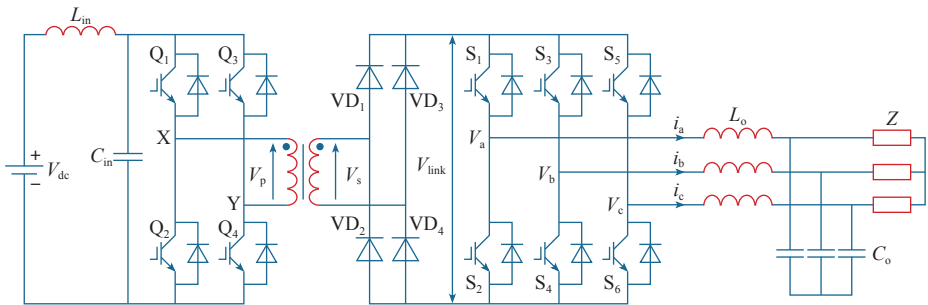 L_in
Q_1
Q_3
S_1
S_3
S_5
VD_1
VD_3
X
V_a
i_a
L_o
Z
+
V_dc
−
C_in
V_p
V_s
V_link
V_b
i_b
Y
V_c
i_c
Q_2
Q_4
VD_2
VD_4
C_o
S_2
S_4
S_6